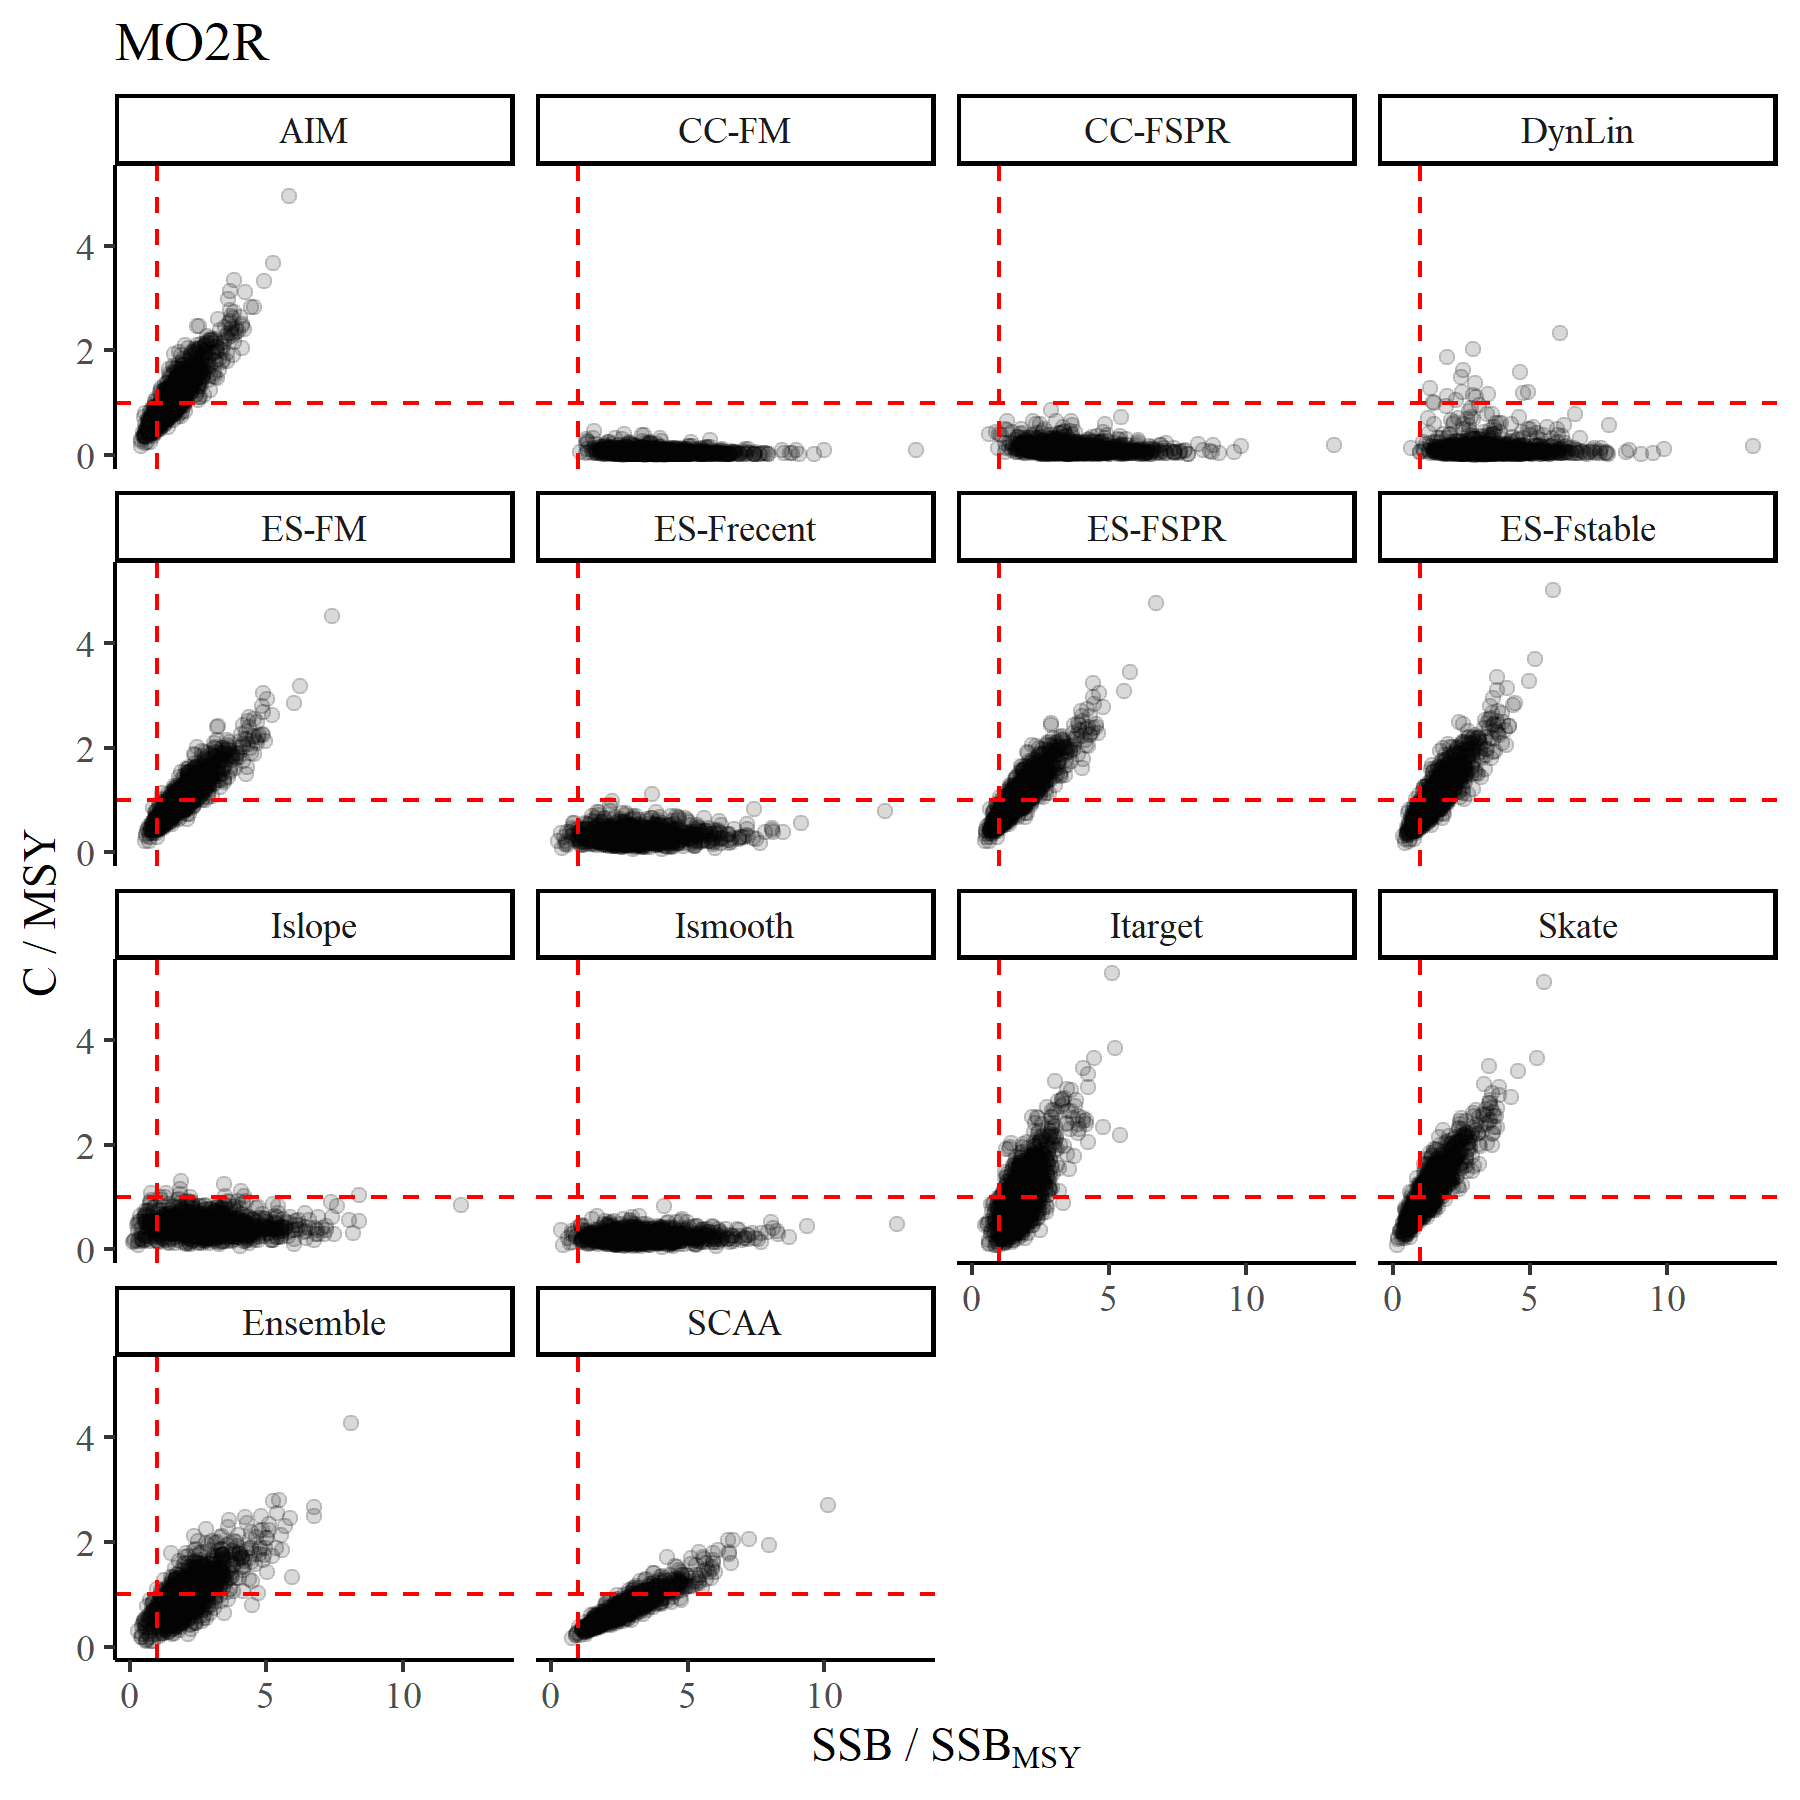 MO2R
AIM CC-FM CC-FSPR DynLin
4
2
0
ES-FM ES-Frecent ES-FSPR ES-Fstable
4
2
0
C / MSY
Islope Ismooth Itarget Skate
4
2
0
0 5 10 0 5 10
Ensemble SCAA
4
2
0
0 5 10 0 5 10
SSB / SSBMSY